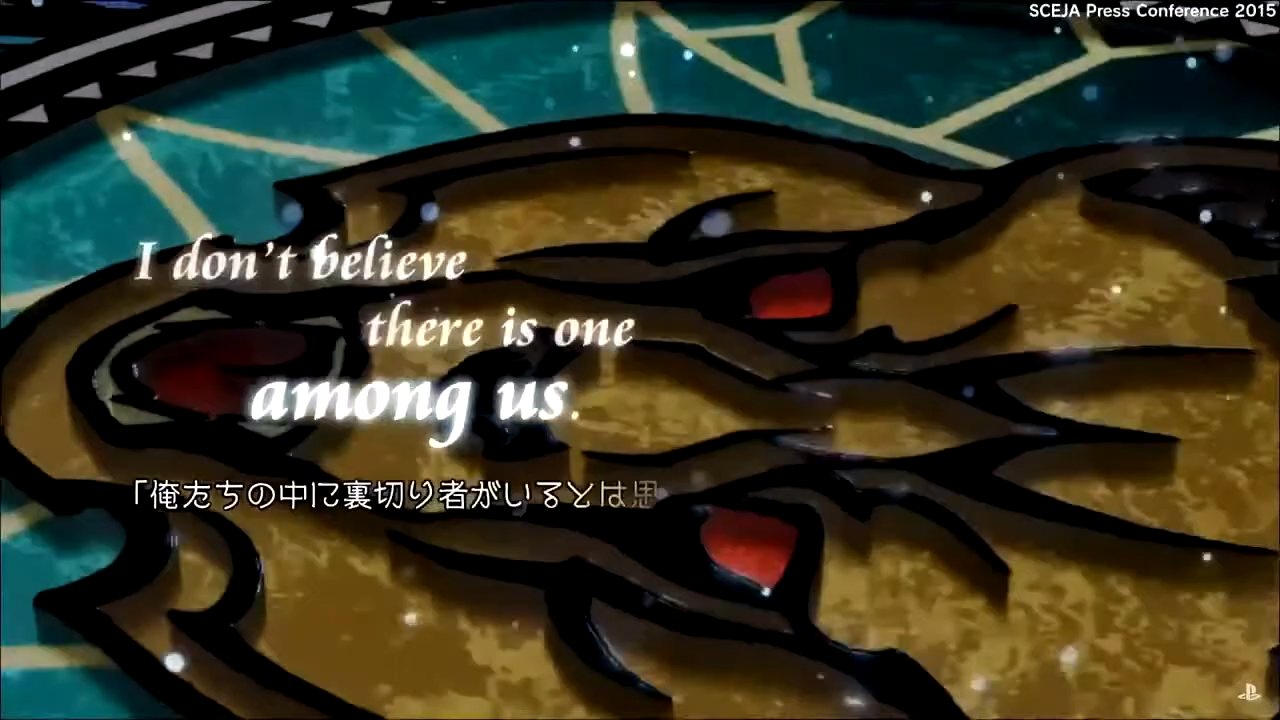 SCEJA Press Conference 2015
I don't believe
there is one
among us.
「俺たちの中に裏切り者がいるとは思